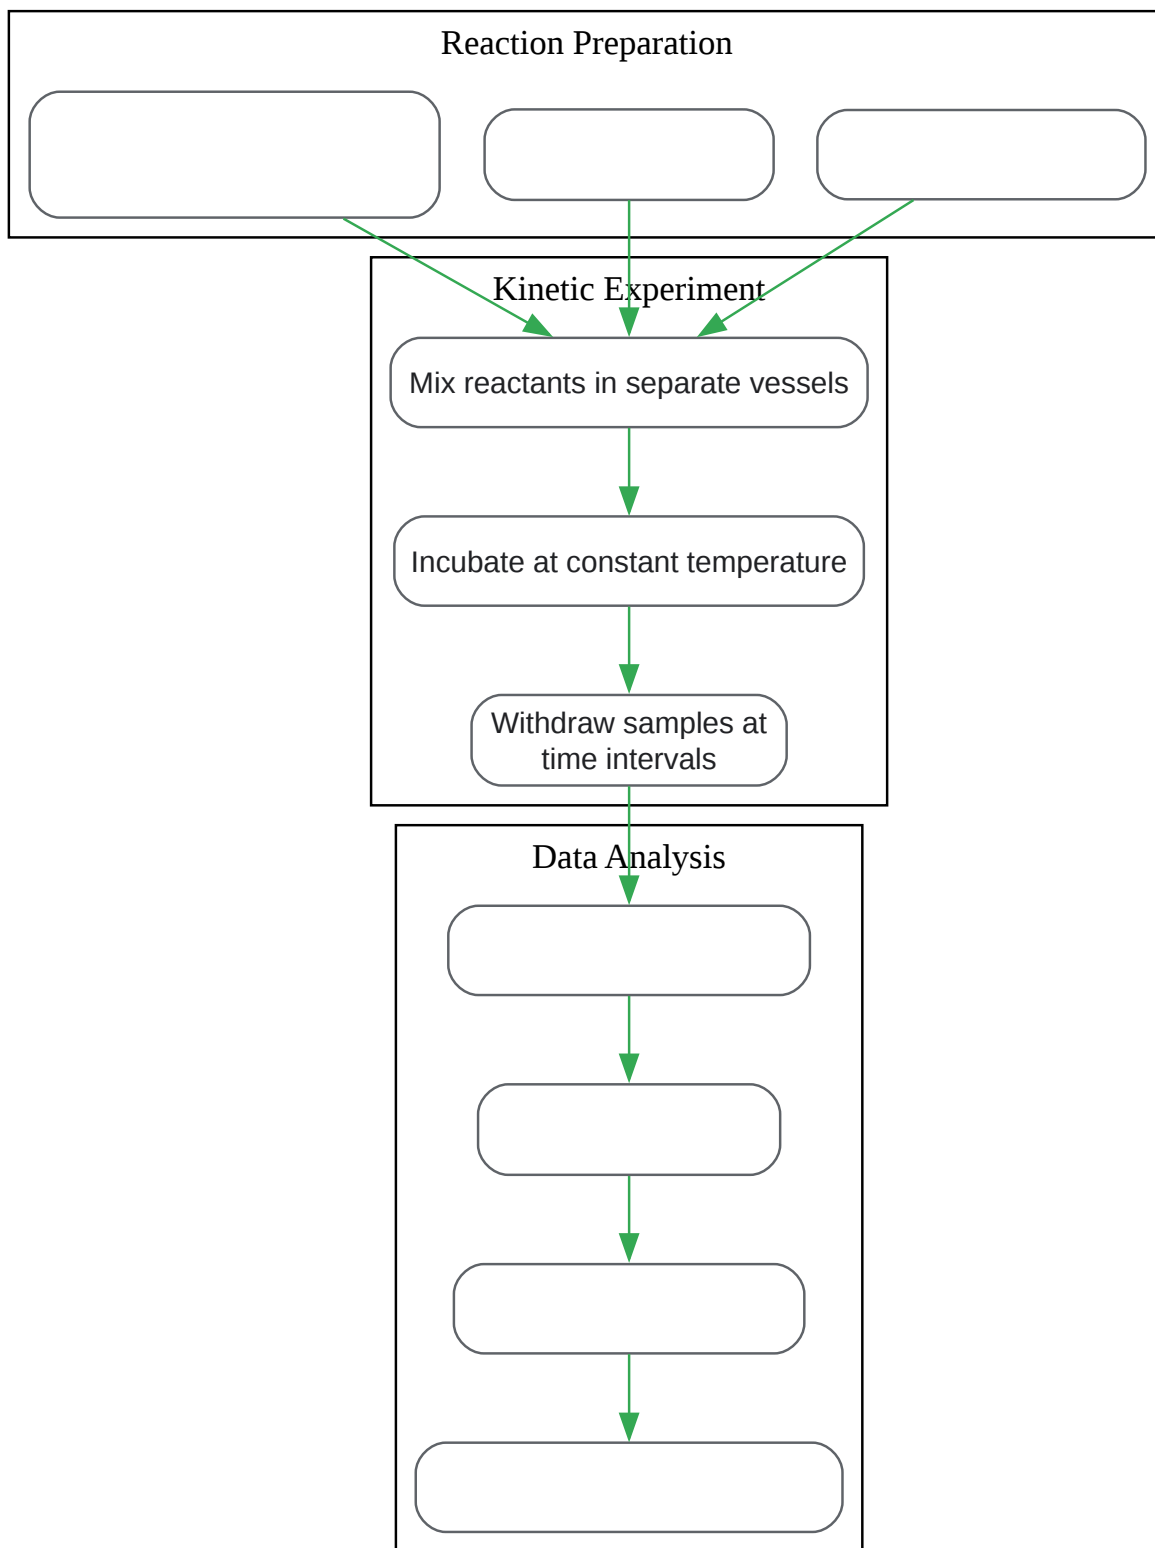 Reaction Preparation
Kinetic Experiment
Mix reactants in separate vessels
Incubate at constant temperature
Withdraw samples at
time intervals
Data Analysis